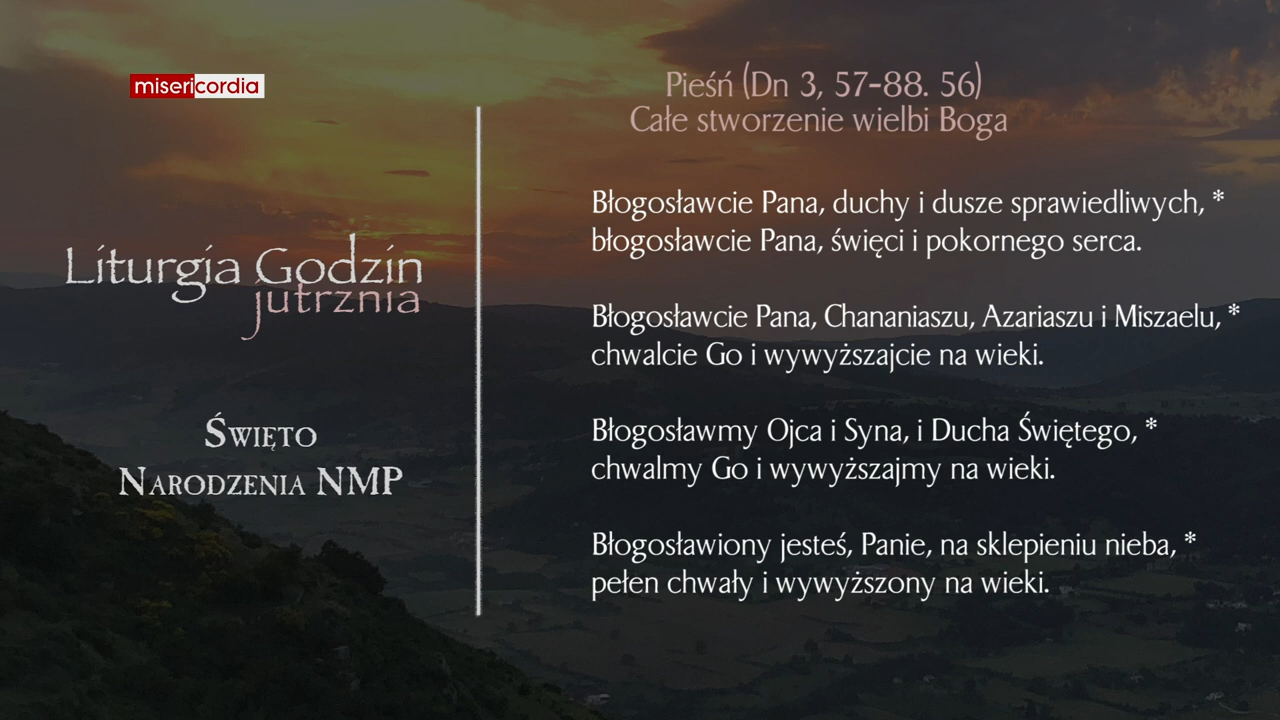 misericordia
Liturgia Godzin
jutrznia
Święto
Narodzenia NMP
Pieśń (Dn 3, 57-88. 56)
Całe stworzenie wielbi Boga
Błogosławcie Pana, duchy i dusze sprawiedliwych, *
błogosławcie Pana, święci i pokornego serca.
Błogosławcie Pana, Chananiaszu, Azariaszu i Miszaelu, *
chwalcie Go i wywyższajcie na wieki.
Błogosławmy Ojca i Syna, i Ducha Świętego, *
chwalmy Go i wywyższajmy na wieki.
Błogosławiony jesteś, Panie, na sklepieniu nieba, *
pełen chwały i wywyższony na wieki.